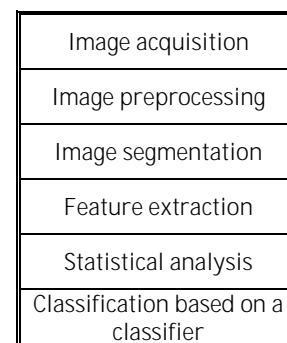 Image acquisition
Image preprocessing
Image segmentation
Feature extraction
Statistical analysis
Classification based on a
classifier